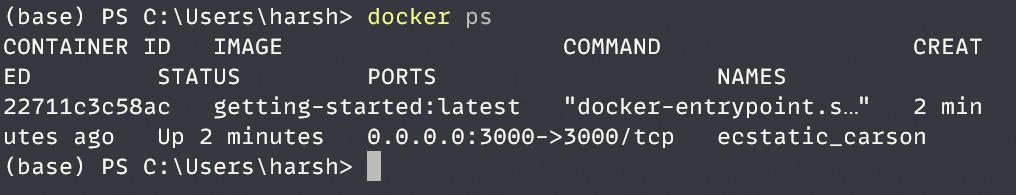 (base) PS C:\Users\harsh> docker ps
CONTAINER ID   IMAGE                    COMMAND                  CREAT
ED          STATUS         PORTS                    NAMES
22711c3c58ac   getting-started:latest   "docker-entrypoint.s…"   2 min
utes ago   Up 2 minutes   0.0.0.0:3000->3000/tcp   ecstatic_carson
(base) PS C:\Users\harsh>